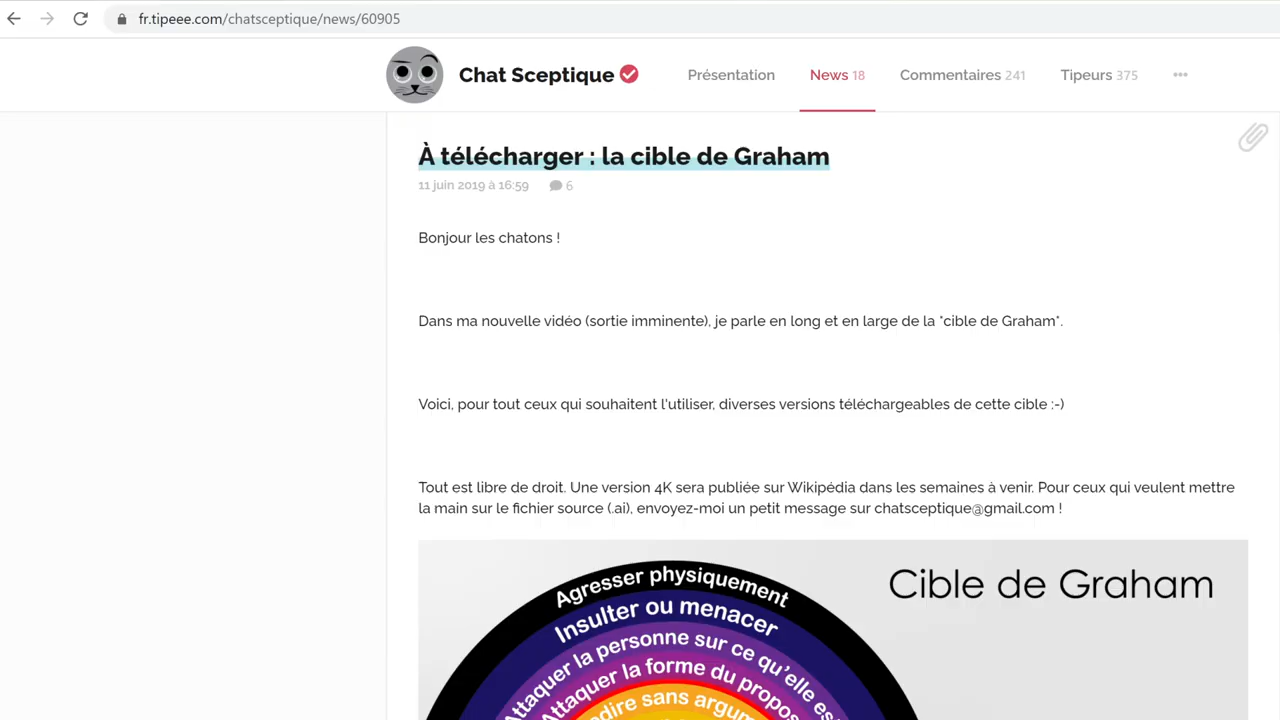 fr.tipeee.com/chatsceptique/news/60905
Chat Sceptique
Présentation
News 18
Commentaires 241
Tipeurs 375
À télécharger : la cible de Graham
11 juin 2019 à 16:59
6
Bonjour les chatons !
Dans ma nouvelle vidéo (sortie imminente), je parle en long et en large de la "cible de Graham".
Voici, pour tout ceux qui souhaitent l'utiliser, diverses versions téléchargeables de cette cible :-)
Tout est libre de droit. Une version 4K sera publiée sur Wikipédia dans les semaines à venir. Pour ceux qui veulent mettre
la main sur le fichier source (.ai), envoyez-moi un petit message sur chatsceptique@gmail.com !
Cible de Graham
Agresser physiquement
Insulter ou menacer
Attaquer la personne sur ce qu'elle
Attaquer la forme du propos
sans